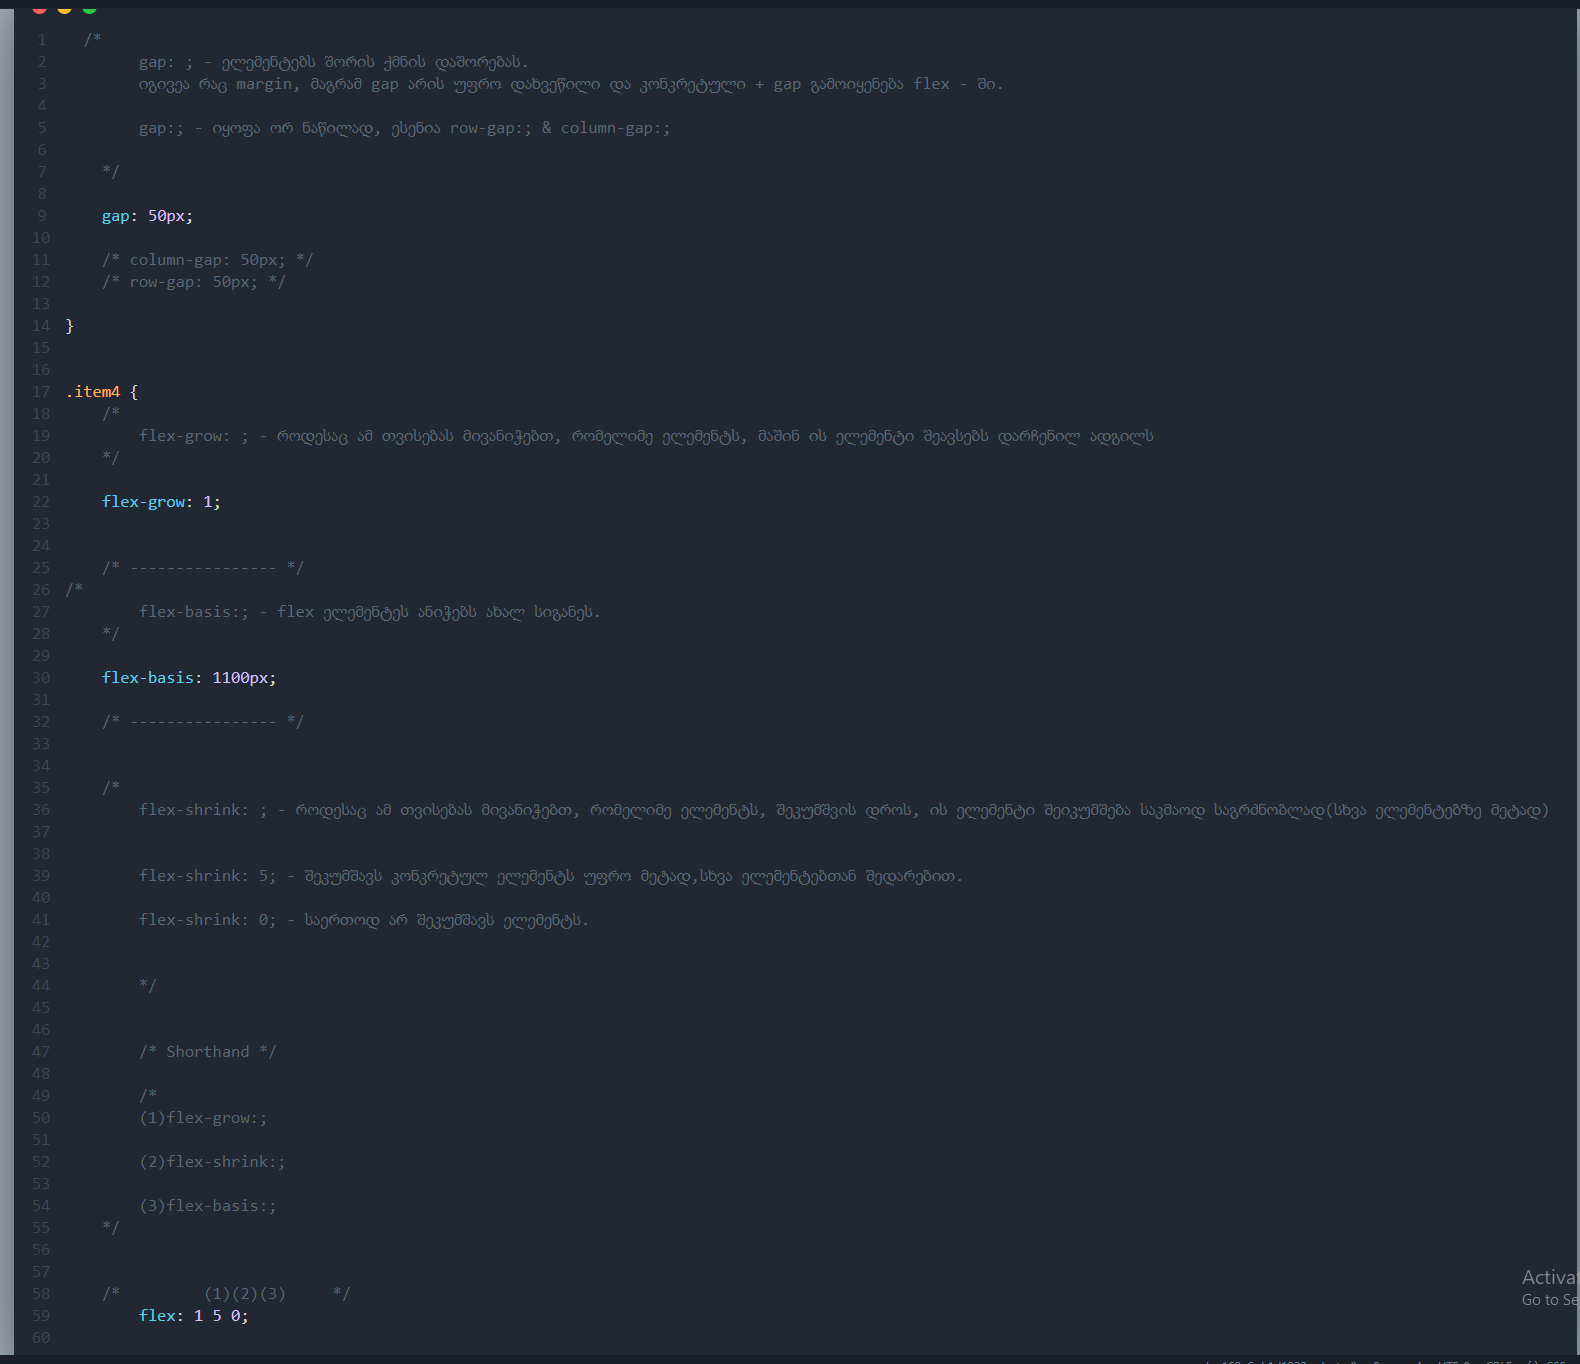 1 /*
2 gap: ; - ელემენტებს შორის ქმნის დაშორებას.
3 იგივეა რაც margin, მაგრამ gap არის უფრო დახვეწილი და კონკრეტული + gap გამოიყენება flex - ში.
4
5 gap:; - იყოფა ორ ნაწილად, ესენია row-gap:; & column-gap:;
6
7 */
8
9 gap: 50px;
10
11 /* column-gap: 50px; */
12 /* row-gap: 50px; */
13
14 }
15
16
17 .item4 {
18 /*
19 flex-grow: ; - როდესაც ამ თვისებას მივანიჭებთ, რომელიმე ელემენტს, მაშინ ის ელემენტი შეავსებს დარჩენილ ადგილს
20 */
21
22 flex-grow: 1;
23
24
25 /* ---------------- */
26 /*
27 flex-basis:; - flex ელემენტეს ანიჭებს ახალ სიგანეს.
28 */
29
30 flex-basis: 1100px;
31
32 /* ---------------- */
33
34
35 /*
36 flex-shrink: ; - როდესაც ამ თვისებას მივანიჭებთ, რომელიმე ელემენტს, შეკუმშვის დროს, ის ელემენტი შეიკუმშება საკმაოდ საგრძნობლად(სხვა ელემენტებზე მეტად)
37
38
39 flex-shrink: 5; - შეკუმშავს კონკრეტულ ელემენტს უფრო მეტად,სხვა ელემენტებთან შედარებით.
40
41 flex-shrink: 0; - საერთოდ არ შეკუმშავს ელემენტს.
42
43
44 */
45
46
47 /* Shorthand */
48
49 /*
50 (1)flex-grow:;
51
52 (2)flex-shrink:;
53
54 (3)flex-basis:;
55 */
56
57
58 /* (1)(2)(3) */
59 flex: 1 5 0;
60
Activa
Go to Se